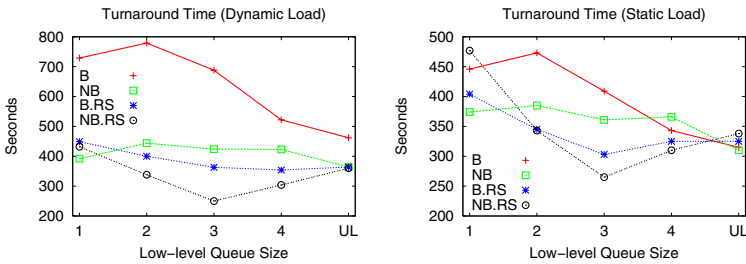 Turnaround Time (Dynamic Load)
800
700
600
500
400
300
200
Seconds
B
NB
B.RS
NB.RS
1 2 3 4 UL
Low-level Queue Size
Turnaround Time (Static Load)
500
450
400
350
300
250
200
Seconds
B
NB
B.RS
NB.RS
1 2 3 4 UL
Low-level Queue Size